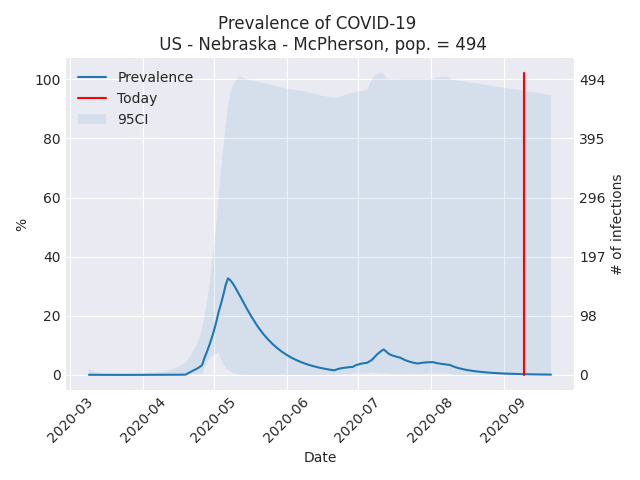 Prevalence of COVID-19
US - Nebraska - McPherson, pop. = 494
Prevalence
Today
95CI
100
80
60
40
20
0
%
494
395
296
197
98
0
# of infections
2020-03
2020-04
2020-05
2020-06
2020-07
2020-08
2020-09
Date